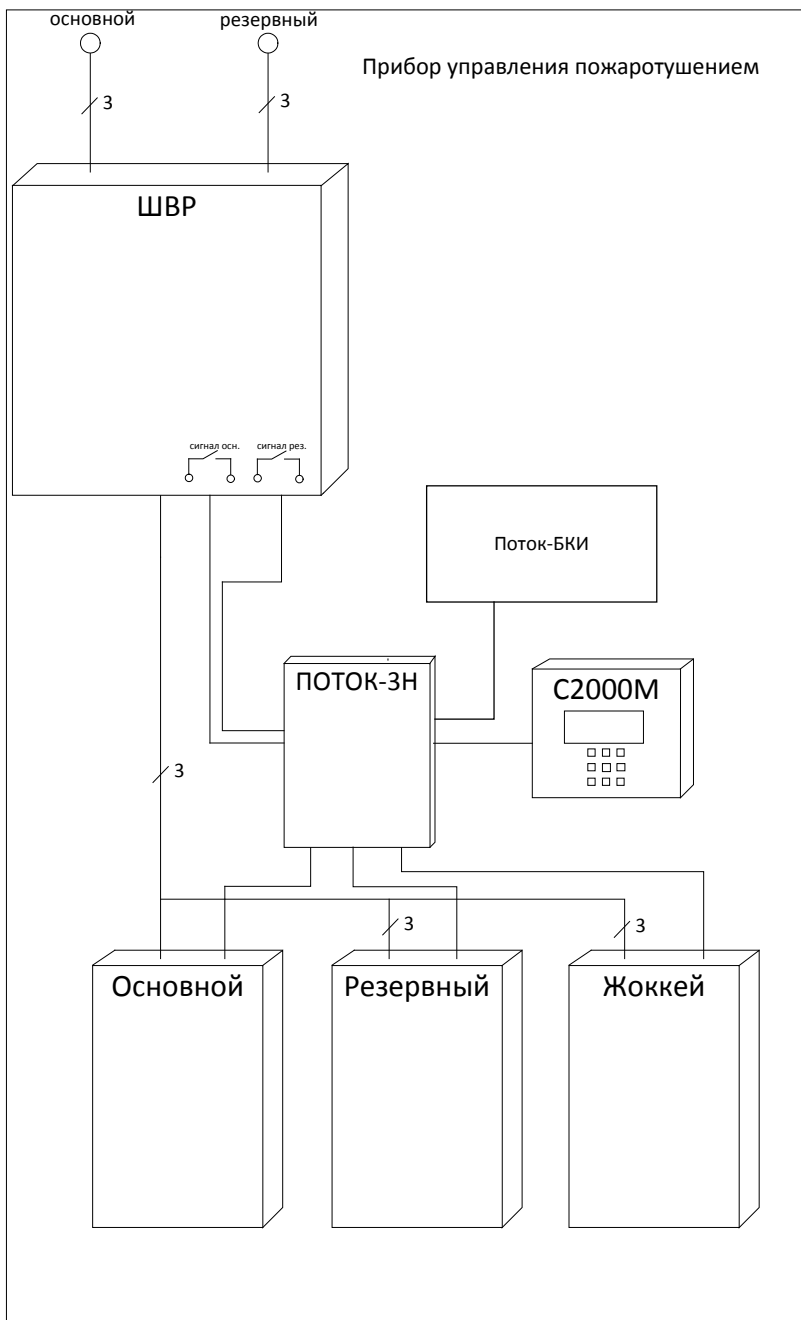 основной
резервный
Прибор управления пожаротушением
3
3
ШВР
сигнал осн.
сигнал рез.
Поток-БКИ
ПОТОК-3Н
С2000М
3
3
3
Основной
Резервный
Жоккей